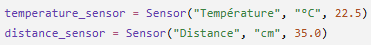 temperature_sensor = Sensor("Température", "°C", 22.5)
distance_sensor = Sensor("Distance", "cm", 35.0)